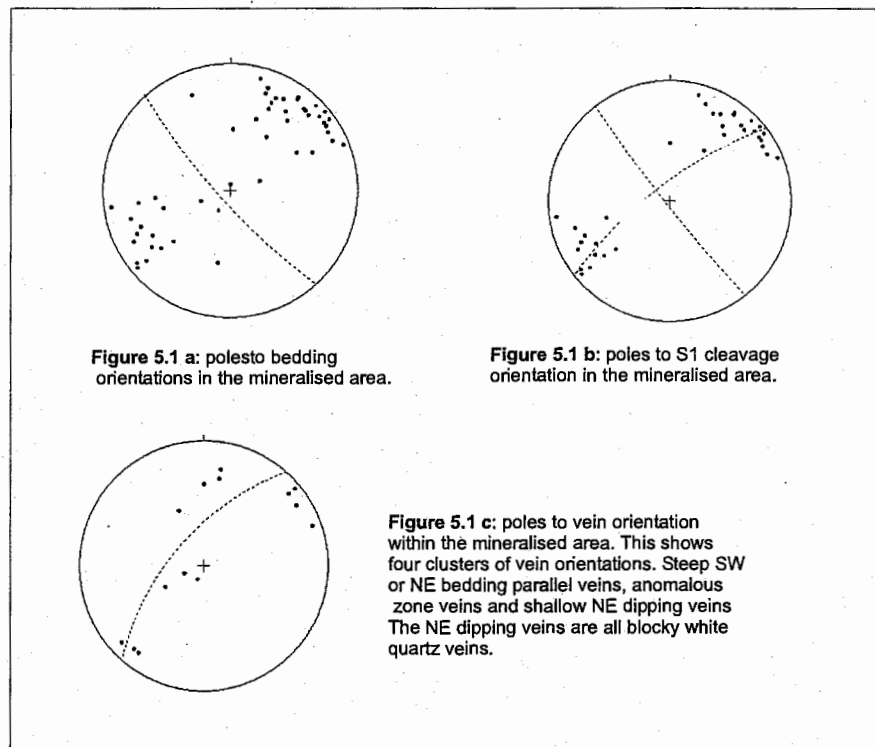 Figure 5.1 a: polesto bedding
orientations in the mineralised area.
Figure 5.1 b: poles to S1 cleavage
orientation in the mineralised area.
Figure 5.1 c: poles to vein orientation
within the mineralised area. This shows
four clusters of vein orientations. Steep SW
or NE bedding parallel veins, anomalous
zone veins and shallow NE dipping veins
The NE dipping veins are all blocky white
quartz veins.